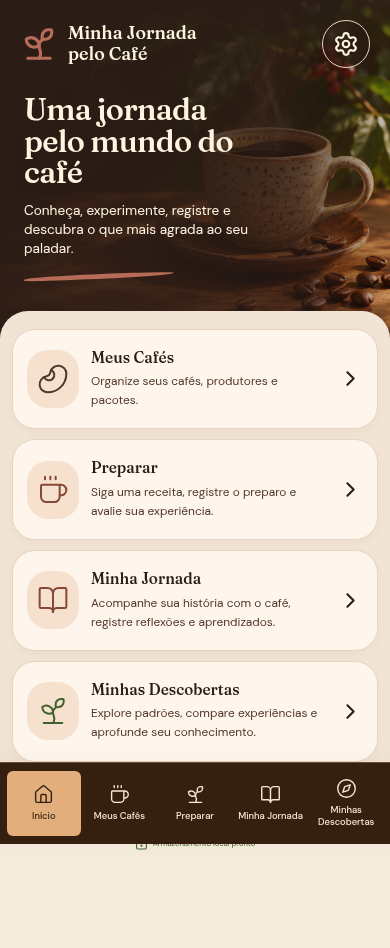 Minha Jornada
pelo Café
Uma jornada
pelo mundo do
café
Conheça, experimente, registre e
descubra o que mais agrada ao seu
paladar.
Meus Cafés
Organize seus cafés, produtores e
pacotes.
Preparar
Siga uma receita, registre o preparo e
avalie sua experiência.
Minha Jornada
Acompanhe sua história com o café,
registre reflexões e aprendizados.
Minhas Descobertas
Explore padrões, compare experiências e
aprofunde seu conhecimento.
Início
Meus Cafés
Preparar
Minha Jornada
Minhas
Descobertas